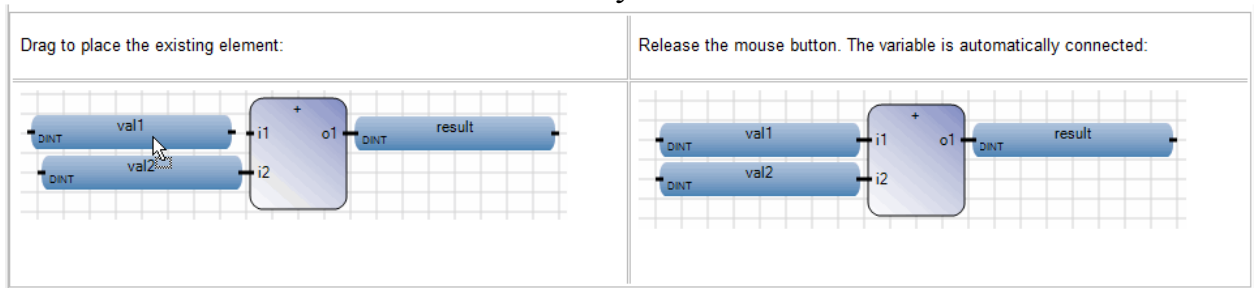 Drag to place the existing element:
Release the mouse button. The variable is automatically connected:
+
val1
DINT
i1
o1
result
DINT
val2
DINT
i2
+
val1
DINT
i1
o1
result
DINT
val2
DINT
i2